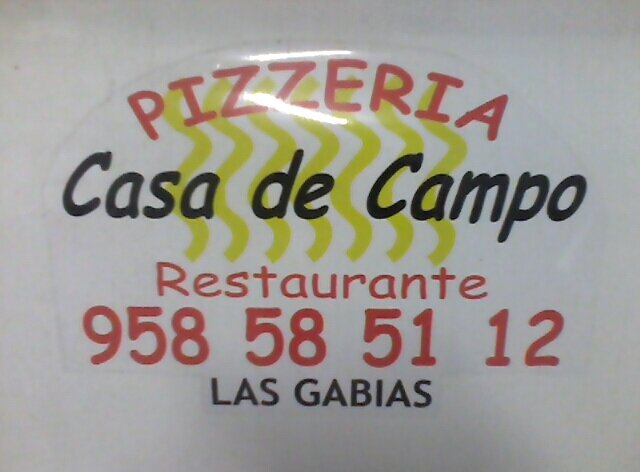 PIZZERIA
Casa de Campo
Restaurante
958 58 51 12
LAS GABIAS